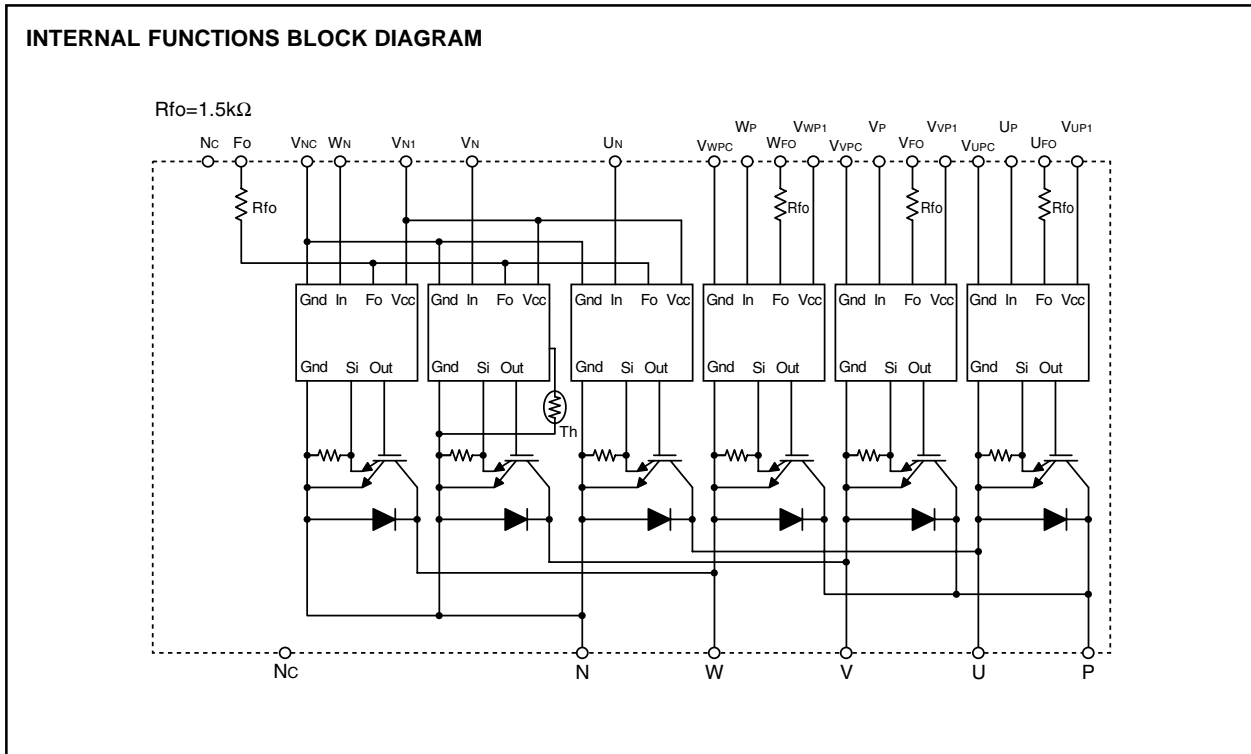 INTERNAL FUNCTIONS BLOCK DIAGRAM
Rfo=1.5kΩ
NC FO VNC WN VN1 VN UN VWPC WP WFO VWP1 VVPC VP VFO VVP1 VUPC UP UFO VUP1
Rfo Rfo Rfo Rfo
Gnd In Fo Vcc Gnd In Fo Vcc Gnd In Fo Vcc Gnd In Fo Vcc Gnd In Fo Vcc Gnd In Fo Vcc
Gnd Si Out Gnd Si Out Gnd Si Out Gnd Si Out Gnd Si Out Gnd Si Out
Th
NC N W V U P